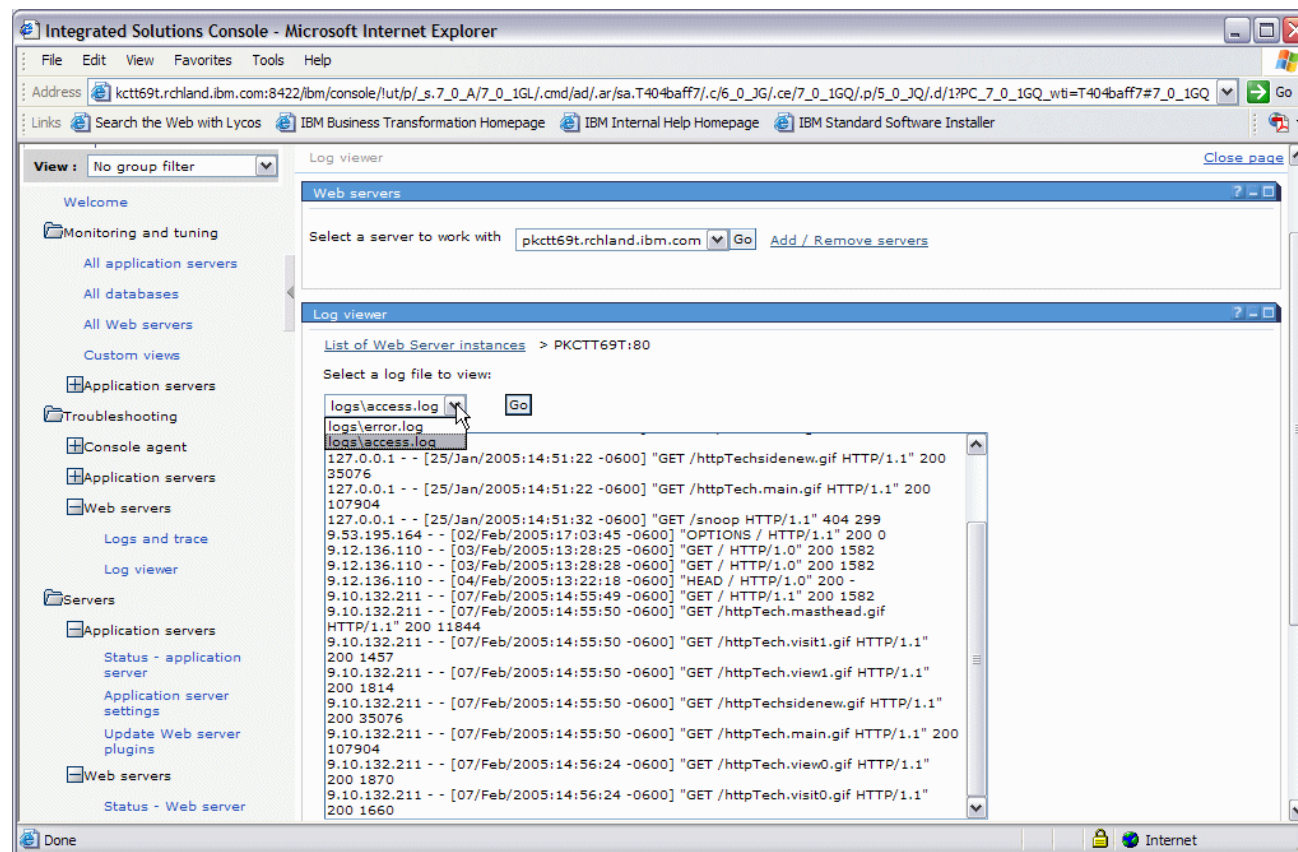 Integrated Solutions Console - Microsoft Internet Explorer
File Edit View Favorites Tools Help
Address kctt69t.rchland.ibm.com:8422/ibm/console/!ut/p/_s.7_0_A/7_0_1GL/.cmd/ad/.ar/sa.T404baff7/.c/6_0_JG/.ce/7_0_1GQ/.p/5_0_JQ/.d/1?PC_7_0_1GQ_wti=T404baff7#7_0_1GQ Go
Links Search the Web with Lycos IBM Business Transformation Homepage IBM Internal Help Homepage IBM Standard Software Installer
View : No group filter
Welcome
Monitoring and tuning
All application servers
All databases
All Web servers
Custom views
Application servers
Troubleshooting
Console agent
Application servers
Web servers
Logs and trace
Log viewer
Servers
Application servers
Status - application
server
Application server
settings
Update Web server
plugins
Web servers
Status - Web server
Log viewer Close page
Web servers
Select a server to work with pkctt69t.rchland.ibm.com Go Add / Remove servers
Log viewer
List of Web Server instances > PKCTT69T:80
Select a log file to view:
logs\access.log Go
logs\error.log
logs\access.log
127.0.0.1 - - [25/Jan/2005:14:51:22 -0600] "GET /httpTechsidenew.gif HTTP/1.1" 200
35076
127.0.0.1 - - [25/Jan/2005:14:51:22 -0600] "GET /httpTech.main.gif HTTP/1.1" 200
107904
127.0.0.1 - - [25/Jan/2005:14:51:32 -0600] "GET /snoop HTTP/1.1" 404 299
9.53.195.164 - - [02/Feb/2005:17:03:45 -0600] "OPTIONS / HTTP/1.1" 200 0
9.12.136.110 - - [03/Feb/2005:13:28:25 -0600] "GET / HTTP/1.0" 200 1582
9.12.136.110 - - [03/Feb/2005:13:28:28 -0600] "GET / HTTP/1.0" 200 1582
9.12.136.110 - - [04/Feb/2005:13:22:18 -0600] "HEAD / HTTP/1.0" 200 -
9.10.132.211 - - [07/Feb/2005:14:55:49 -0600] "GET / HTTP/1.1" 200 1582
9.10.132.211 - - [07/Feb/2005:14:55:50 -0600] "GET /httpTech.masthead.gif
HTTP/1.1" 200 11844
9.10.132.211 - - [07/Feb/2005:14:55:50 -0600] "GET /httpTech.visit1.gif HTTP/1.1"
200 1457
9.10.132.211 - - [07/Feb/2005:14:55:50 -0600] "GET /httpTech.view1.gif HTTP/1.1"
200 1814
9.10.132.211 - - [07/Feb/2005:14:55:50 -0600] "GET /httpTechsidenew.gif HTTP/1.1"
200 35076
9.10.132.211 - - [07/Feb/2005:14:55:50 -0600] "GET /httpTech.main.gif HTTP/1.1" 200
107904
9.10.132.211 - - [07/Feb/2005:14:56:24 -0600] "GET /httpTech.view0.gif HTTP/1.1"
200 1870
9.10.132.211 - - [07/Feb/2005:14:56:24 -0600] "GET /httpTech.visit0.gif HTTP/1.1"
200 1660
Done Internet